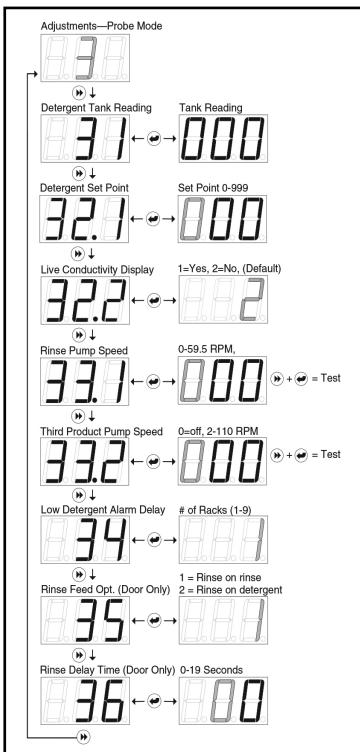 Adjustments—Probe Mode
3
Detergent Tank Reading Tank Reading
31 000
Detergent Set Point Set Point 0-999
32.1 000
Live Conductivity Display 1=Yes, 2=No, (Default)
32.2 2
Rinse Pump Speed 0-59.5 RPM,
33.1 000 + = Test
Third Product Pump Speed 0=off, 2-110 RPM
33.2 000 + = Test
Low Detergent Alarm Delay # of Racks (1-9)
34 1
1 = Rinse on rinse
Rinse Feed Opt. (Door Only) 2 = Rinse on detergent
35 1
Rinse Delay Time (Door Only) 0-19 Seconds
36 00